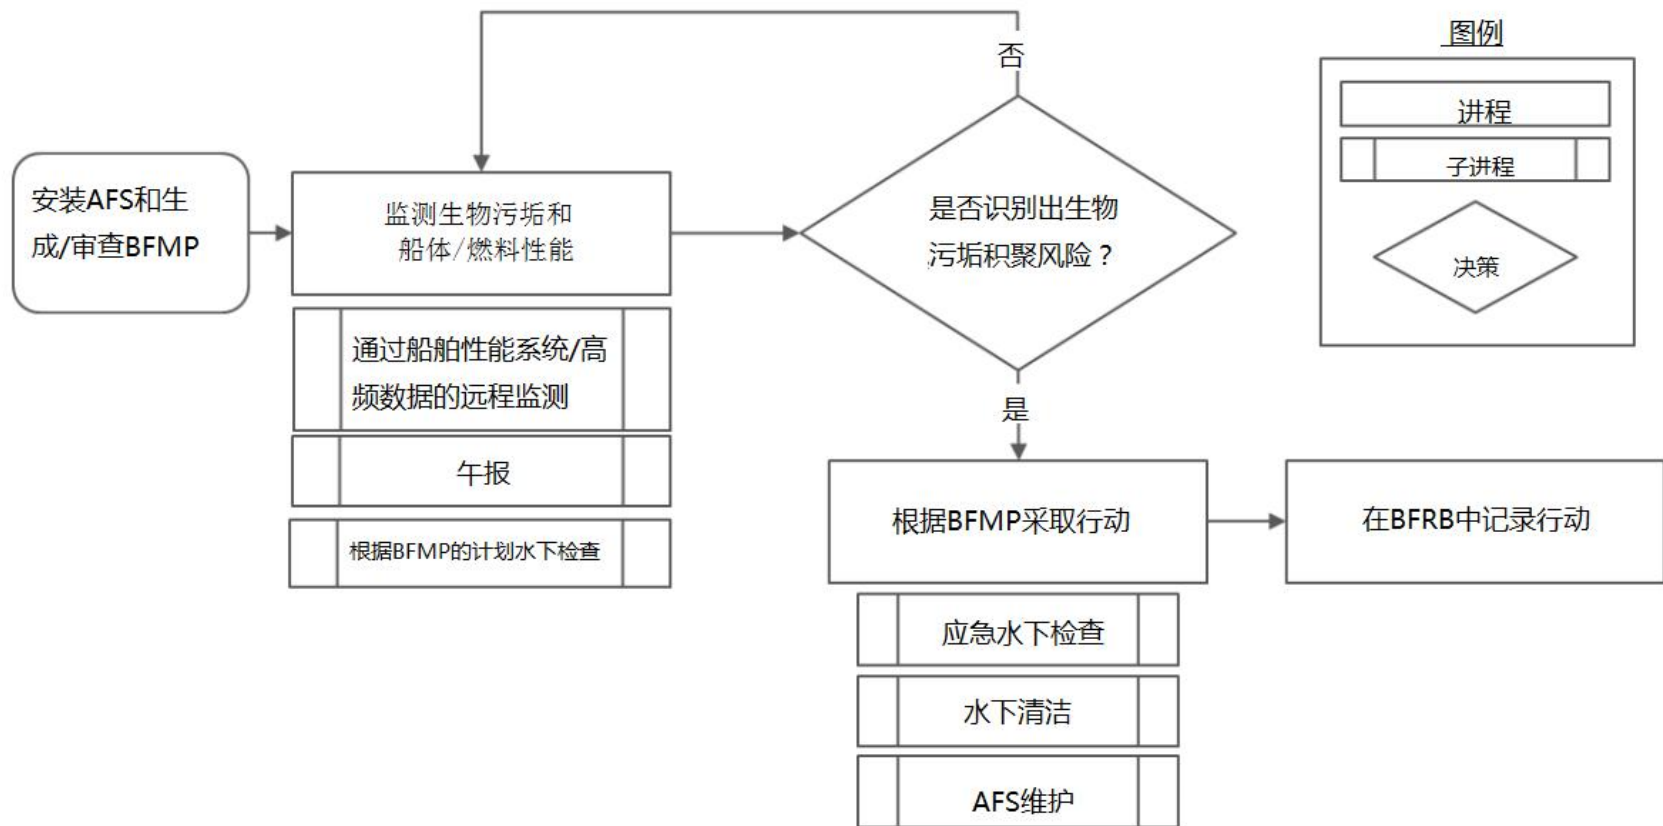 安装AFS和生
成/审查BFMP
监测生物污垢和
船体/燃料性能
通过船舶性能系统/高
频数据的远程监测
午报
根据BFMP的计划水下检查
否
是否识别出生物
污垢积聚风险？
是
根据BFMP采取行动
应急水下检查
水下清洁
AFS维护
在BFRB中记录行动
图例
进程
子进程
决策